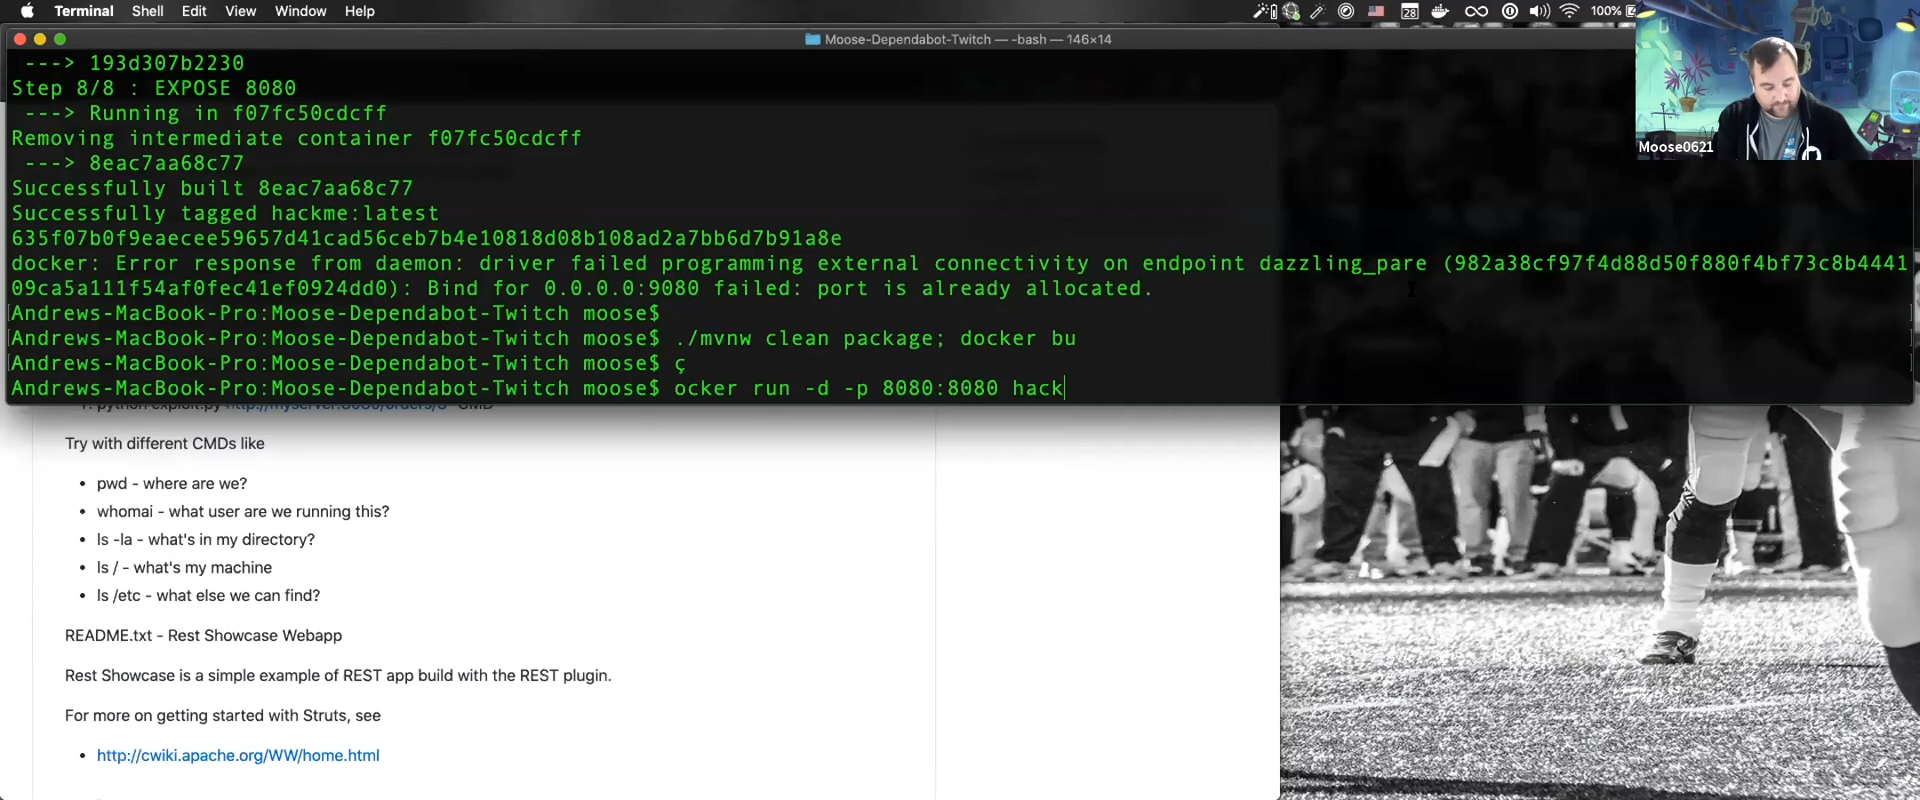 Terminal Shell Edit View Window Help 28 100%
Moose-Dependabot-Twitch — -bash — 146×14
---> 193d307b2230
Step 8/8 : EXPOSE 8080
---> Running in f07fc50cdcff
Removing intermediate container f07fc50cdcff
---> 8eac7aa68c77
Successfully built 8eac7aa68c77
Successfully tagged hackme:latest
635f07b0f9eaecee59657d41cad56ceb7b4e10818d08b108ad2a7bb6d7b91a8e
docker: Error response from daemon: driver failed programming external connectivity on endpoint dazzling_pare (982a38cf97f4d88d50f880f4bf73c8b4441
09ca5a111f54af0fec41ef0924dd0): Bind for 0.0.0.0:9080 failed: port is already allocated.
Andrews-MacBook-Pro:Moose-Dependabot-Twitch moose$
Andrews-MacBook-Pro:Moose-Dependabot-Twitch moose$ ./mvnw clean package; docker bu
Andrews-MacBook-Pro:Moose-Dependabot-Twitch moose$ ç
Andrews-MacBook-Pro:Moose-Dependabot-Twitch moose$ ocker run -d -p 8080:8080 hack
Moose0621
Try with different CMDs like
• pwd - where are we?
• whomai - what user are we running this?
• ls -la - what's in my directory?
• ls / - what's my machine
• ls /etc - what else we can find?
README.txt - Rest Showcase Webapp
Rest Showcase is a simple example of REST app build with the REST plugin.
For more on getting started with Struts, see
• http://cwiki.apache.org/WW/home.html